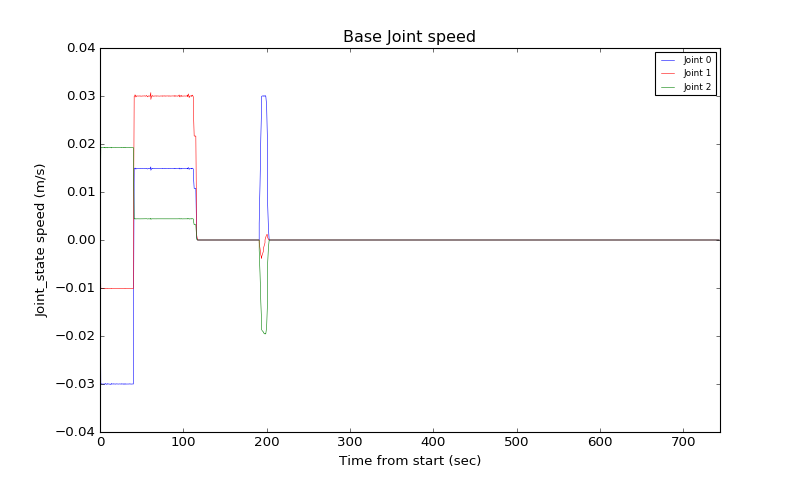 Base Joint speed
0.04
0.03
0.02
0.01
0.00
−0.01
−0.02
−0.03
−0.04
Joint_state speed (m/s)
Joint 0
Joint 1
Joint 2
0 100 200 300 400 500 600 700
Time from start (sec)